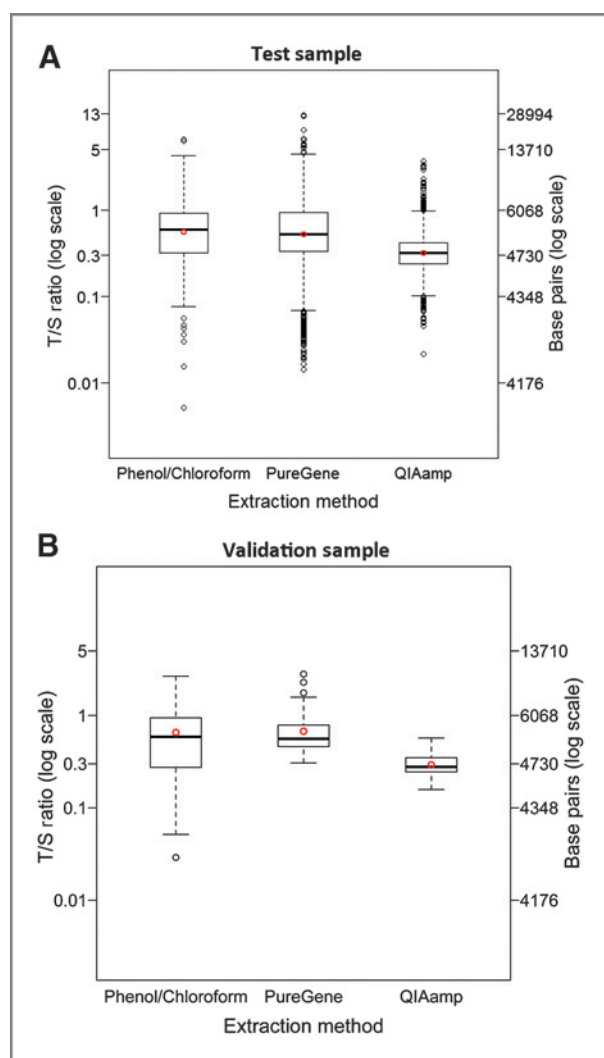 A
Test sample
T/S ratio (log scale)
13
5
1
0.3
0.1
0.01
28994
13710
6068
4730
4348
4176
Base pairs (log scale)
Phenol/Chloroform PureGene QIAamp
Extraction method
B
Validation sample
T/S ratio (log scale)
5
1
0.3
0.1
0.01
13710
6068
4730
4348
4176
Base pairs (log scale)
Phenol/Chloroform PureGene QIAamp
Extraction method